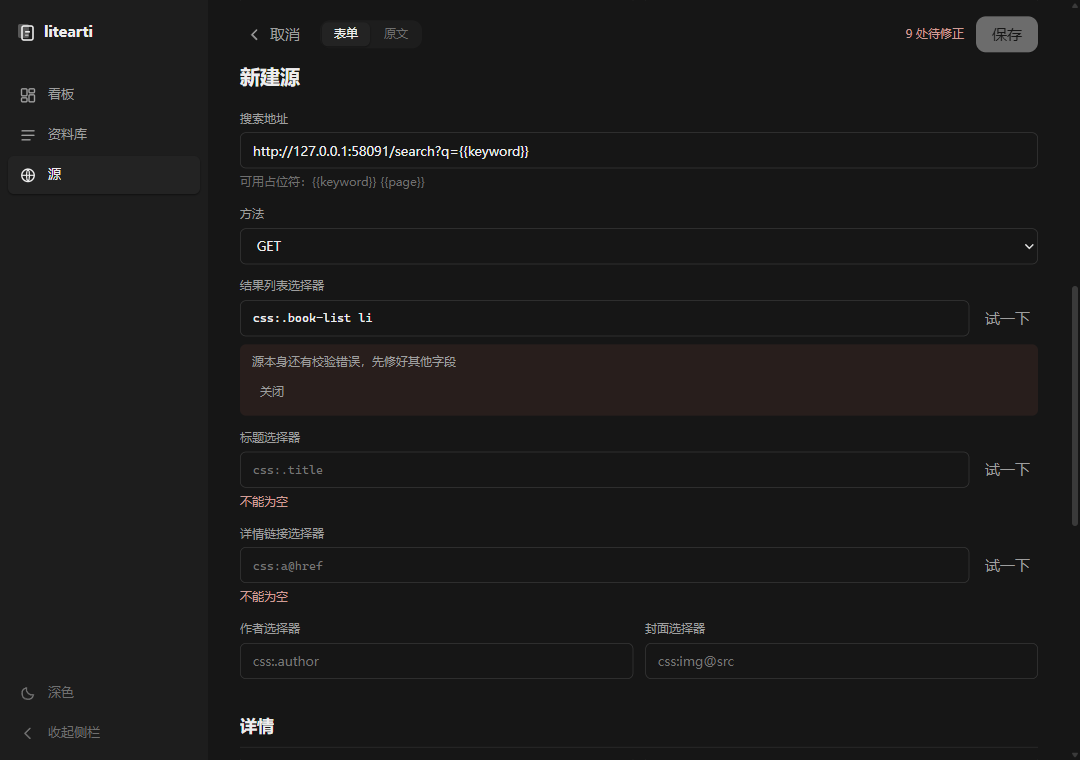 litearti
看板
资料库
源
深色
收起侧栏
取消
表单
原文
9 处待修正
保存
新建源
搜索地址
http://127.0.0.1:58091/search?q={{keyword}}
可用占位符：{{keyword}} {{page}}
方法
GET
结果列表选择器
css:.book-list li
试一下
源本身还有校验错误，先修好其他字段
关闭
标题选择器
css:.title
试一下
不能为空
详情链接选择器
css:a@href
试一下
不能为空
作者选择器
封面选择器
css:.author
css:img@src
详情